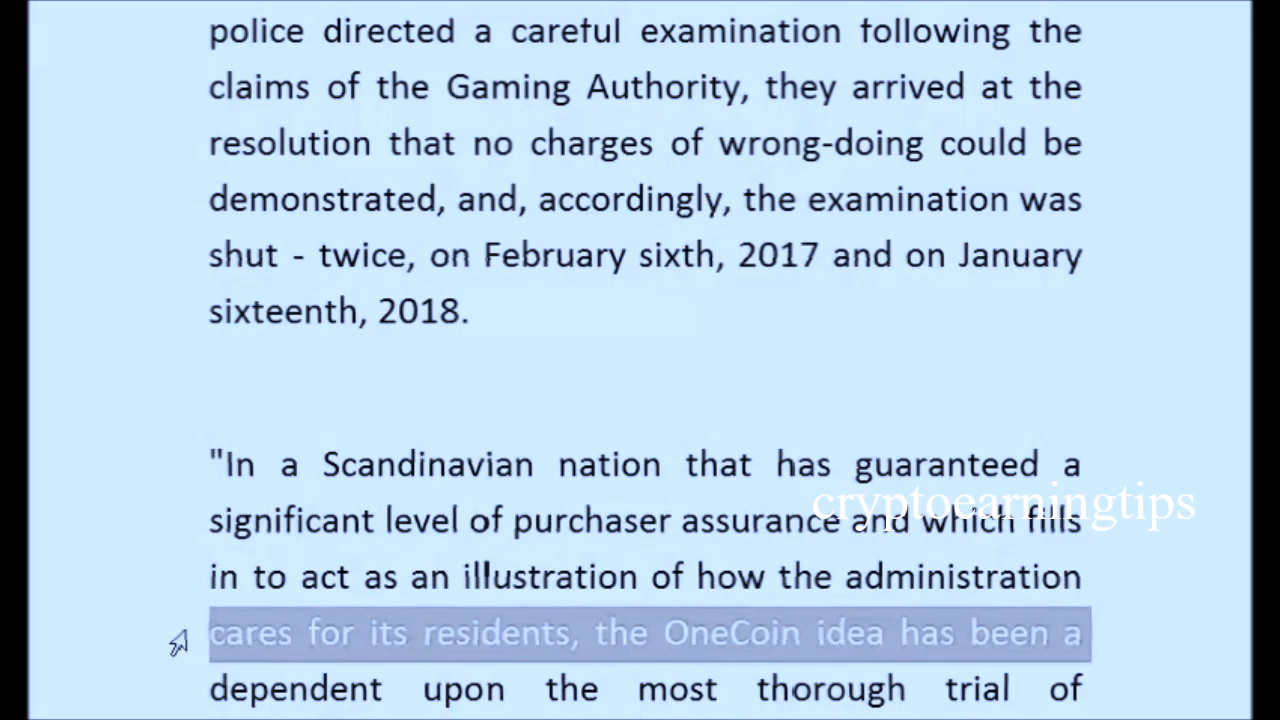 police directed a careful examination following the
claims of the Gaming Authority, they arrived at the
resolution that no charges of wrong-doing could be
demonstrated, and, accordingly, the examination was
shut - twice, on February sixth, 2017 and on January
sixteenth, 2018.
"In a Scandinavian nation that has guaranteed a
significant level of purchaser assurance and which fills
cryptoearningtips
in to act as an illustration of how the administration
cares for its residents, the OneCoin idea has been a
dependent upon the most thorough trial of